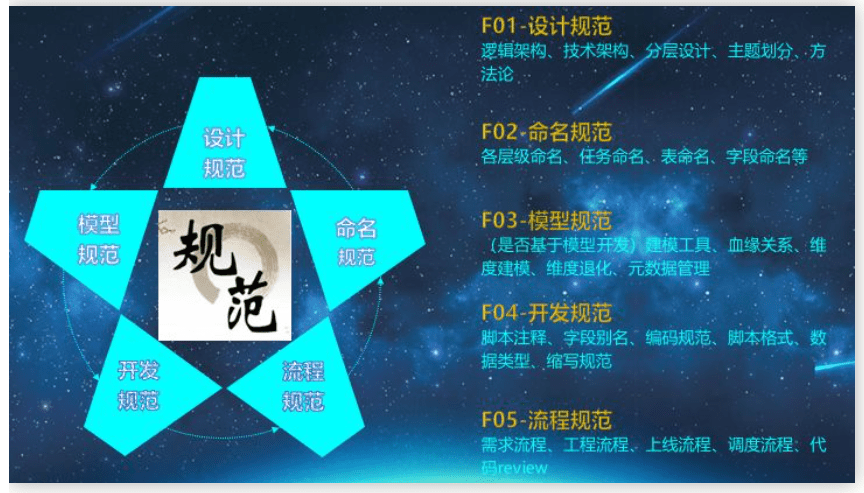 设计
规范
模型
规范
命名
规范
规
范
开发
规范
流程
规范
F01-设计规范
逻辑架构、技术架构、分层设计、主题划分、方
法论
F02-命名规范
各层级命名、任务命名、表命名、字段命名等
F03-模型规范
（是否基于模型开发）建模工具、血缘关系、维
度建模、维度退化、元数据管理
F04-开发规范
脚本注释、字段别名、编码规范、脚本格式、数
据类型、缩写规范
F05-流程规范
需求流程、工程流程、上线流程、调度流程、代
码review